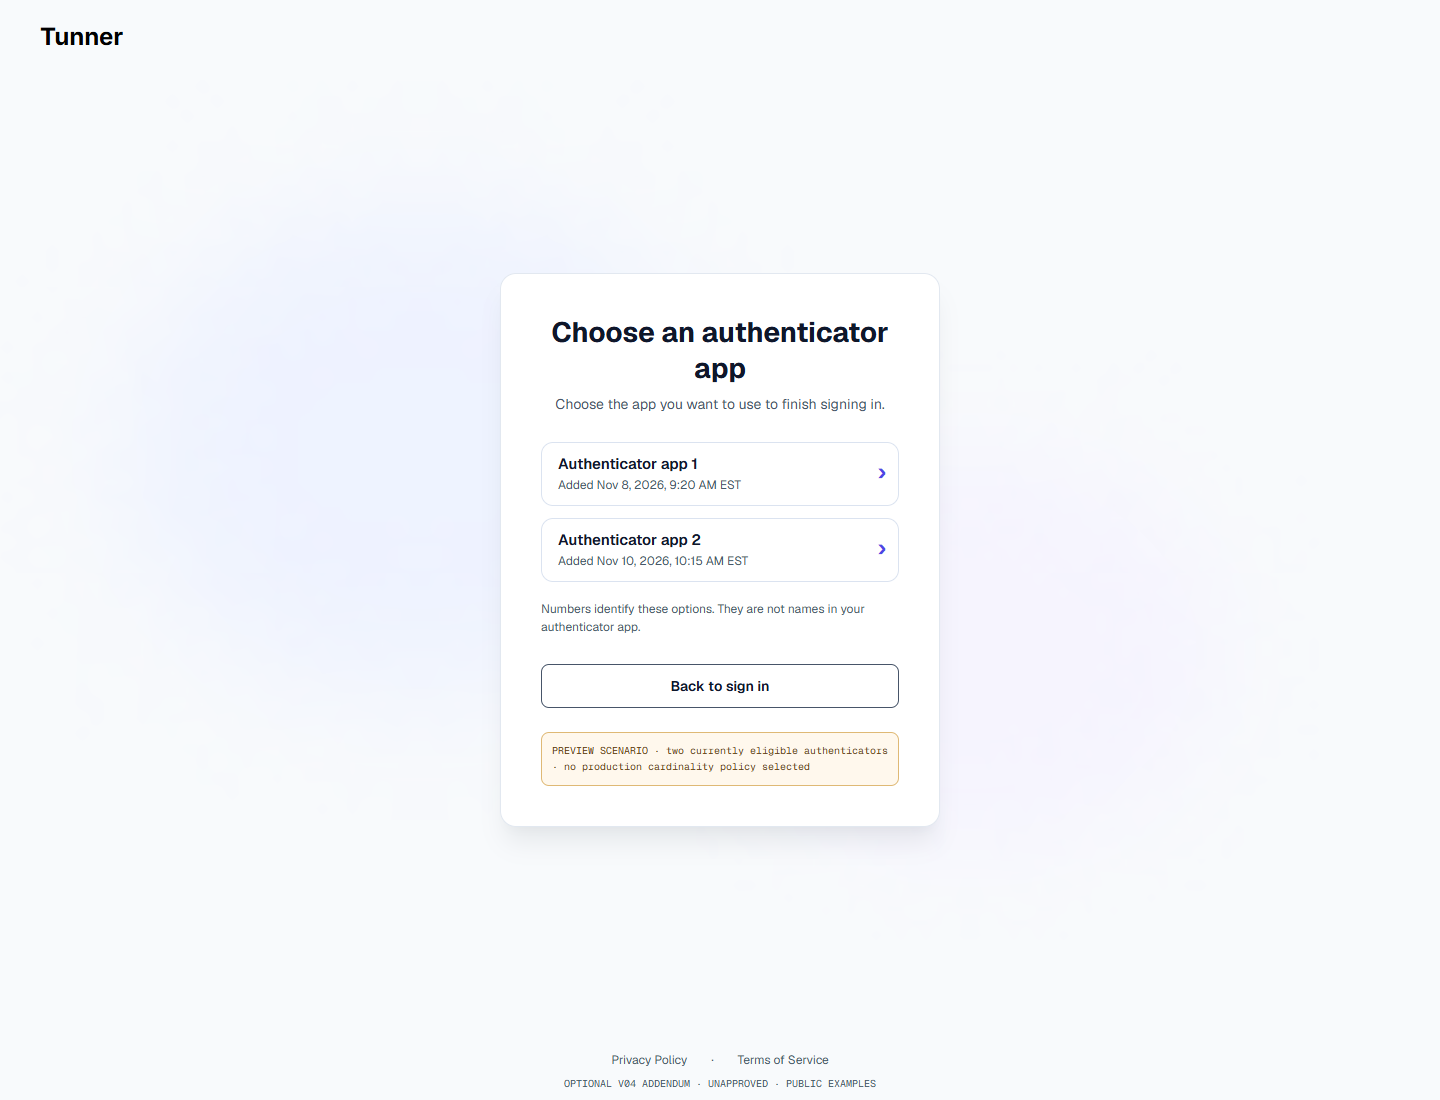 Tunner
Choose an authenticator
app
Choose the app you want to use to finish signing in.
Authenticator app 1
Added Nov 8, 2026, 9:20 AM EST
Authenticator app 2
Added Nov 10, 2026, 10:15 AM EST
Numbers identify these options. They are not names in your
authenticator app.
Back to sign in
PREVIEW SCENARIO · two currently eligible authenticators
· no production cardinality policy selected
Privacy Policy · Terms of Service
OPTIONAL V04 ADDENDUM · UNAPPROVED · PUBLIC EXAMPLES